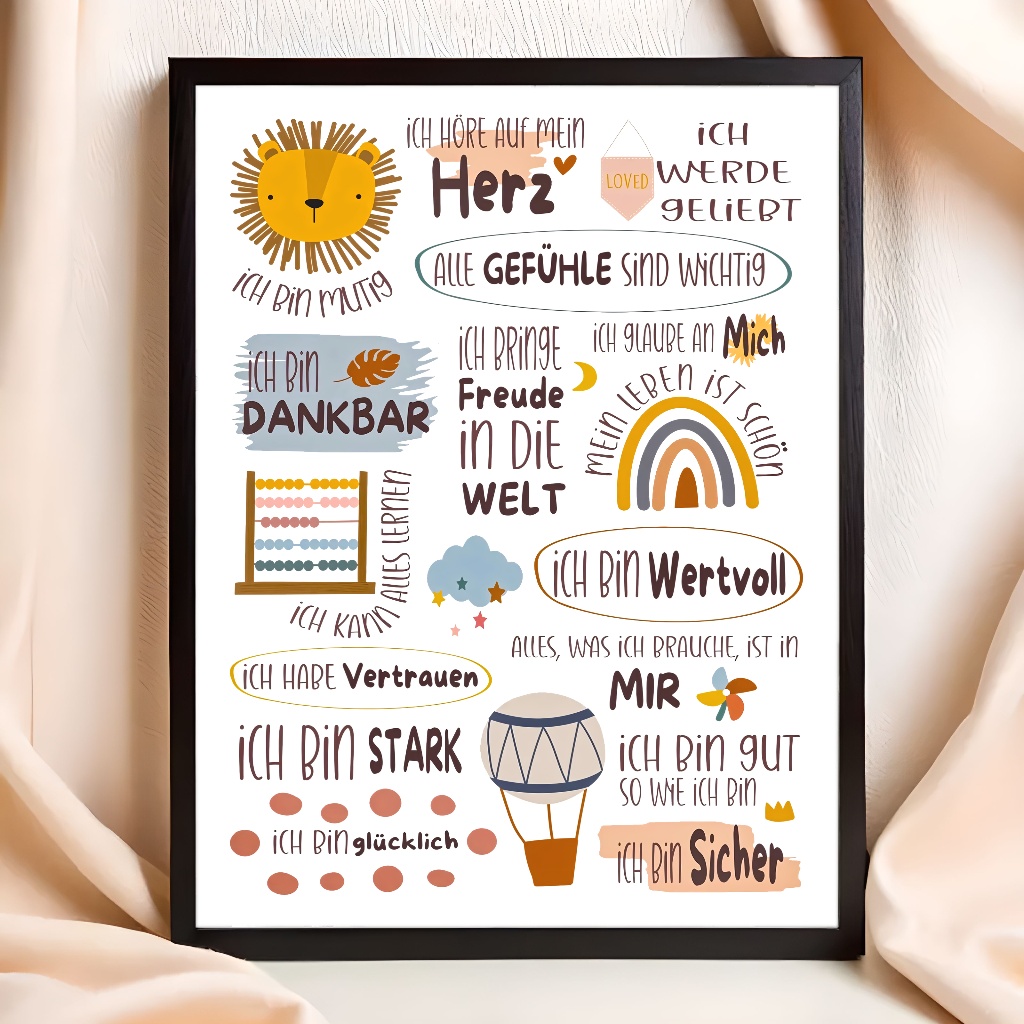 ICH HÖRE AUF MEIN
Herz
LOVED
ICH
WERDE
GELIEBT
ICH BIN MUTIG
ALLE GEFÜHLE SIND WICHTIG
ICH BIN
DANKBAR
ICH BRINGE
Freude
IN DIE
WELT
ICH GLAUBE AN Mich
MEIN LEBEN IST SCHÖN
ICH KANN ALLES LERNEN
ICH BIN Wertvoll
ALLES, WAS ICH BRAUCHE, IST IN
MIR
ICH HABE Vertrauen
ICH BIN STARK
ICH BIN GUT
SO WIE ICH BIN
ICH BIN glücklich
ICH BIN Sicher